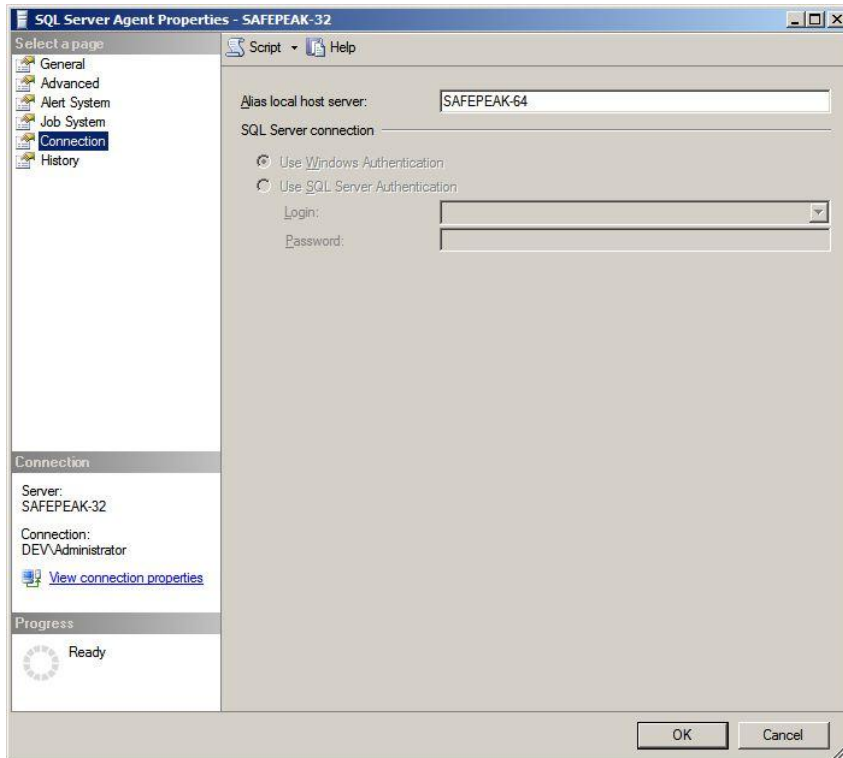 SQL Server Agent Properties - SAFEPEAK-32
Select a page
General
Advanced
Alert System
Job System
Connection
History
Script Help
Alias local host server: SAFEPEAK-64
SQL Server connection
Use Windows Authentication
Use SQL Server Authentication
Login:
Password:
Connection
Server:
SAFEPEAK-32
Connection:
DEV\Administrator
View connection properties
Progress
Ready
OK Cancel